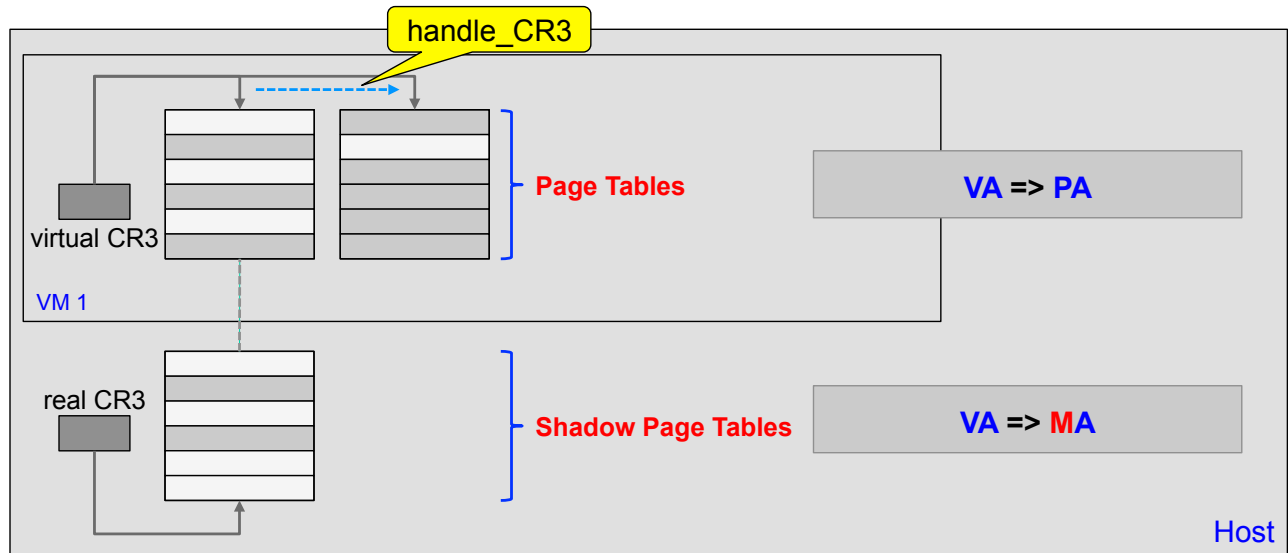 handle_CR3
Page Tables
VA => PA
virtual CR3
VM 1
real CR3
Shadow Page Tables
VA => MA
Host